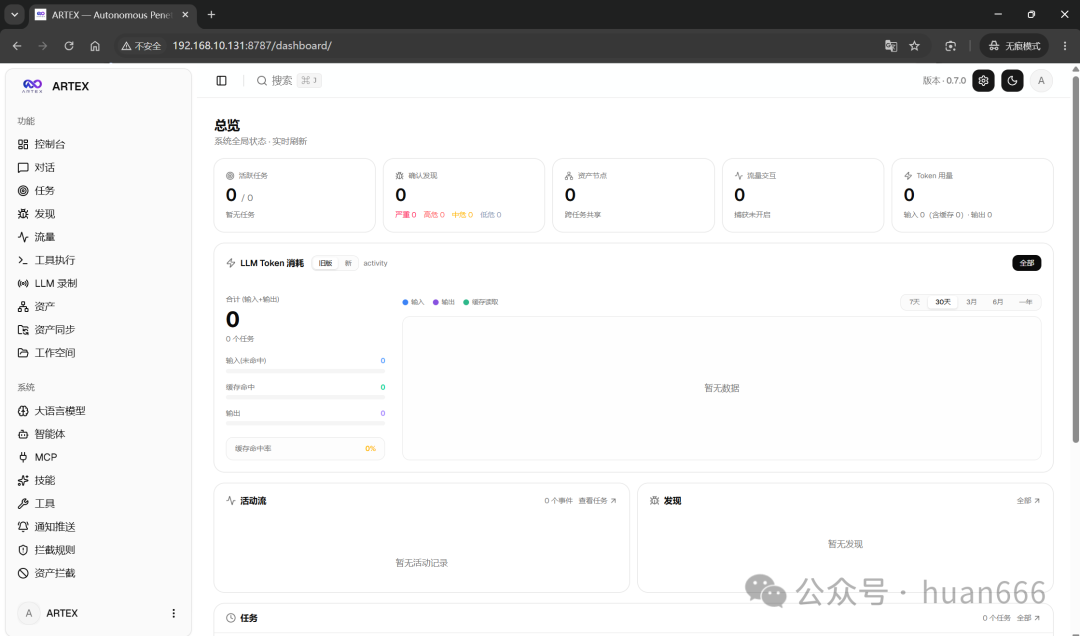 ARTEX — Autonomous Pene
不安全
192.168.10.131:8787/dashboard/
无痕模式
ARTEX
ARTEX
搜索
⌘ J
版本 · 0.7.0
A
功能
控制台
对话
任务
发现
流量
工具执行
LLM 录制
资产
资产同步
工作空间
系统
大语言模型
智能体
MCP
技能
工具
通知推送
拦截规则
资产拦截
A
ARTEX
总览
系统全局状态 · 实时刷新
活跃任务
0 / 0
暂无任务
确认发现
0
严重 0 高危 0 中危 0 低危 0
资产节点
0
跨任务共享
流量交互
0
捕获未开启
Token 用量
0
输入 0 (含缓存 0) · 输出 0
LLM Token 消耗 旧版 新 activity
全部
合计 (输入+输出)
0
0 个任务
输入(未命中) 0
缓存命中 0
输出 0
缓存命中率 0%
输入 输出 缓存读取
7天 30天 3月 6月 一年
暂无数据
活动流
0 个事件 查看任务
暂无活动记录
发现
全部
暂无发现
任务
0 个任务 全部
公众号 · huan666